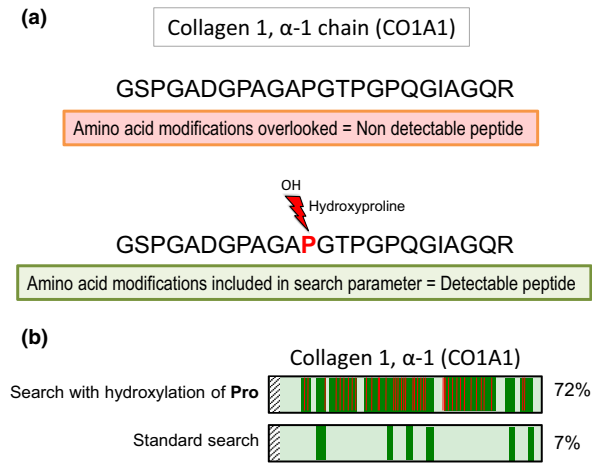 (a)
Collagen 1, α-1 chain (CO1A1)
GSPGADGPAGAPGTPGPQGIAGQR
Amino acid modifications overlooked = Non detectable peptide
OH
Hydroxyproline
GSPGADGPAGAPGTPGPQGIAGQR
Amino acid modifications included in search parameter = Detectable peptide
(b)
Collagen 1, α-1 (CO1A1)
Search with hydroxylation of Pro 72%
Standard search 7%